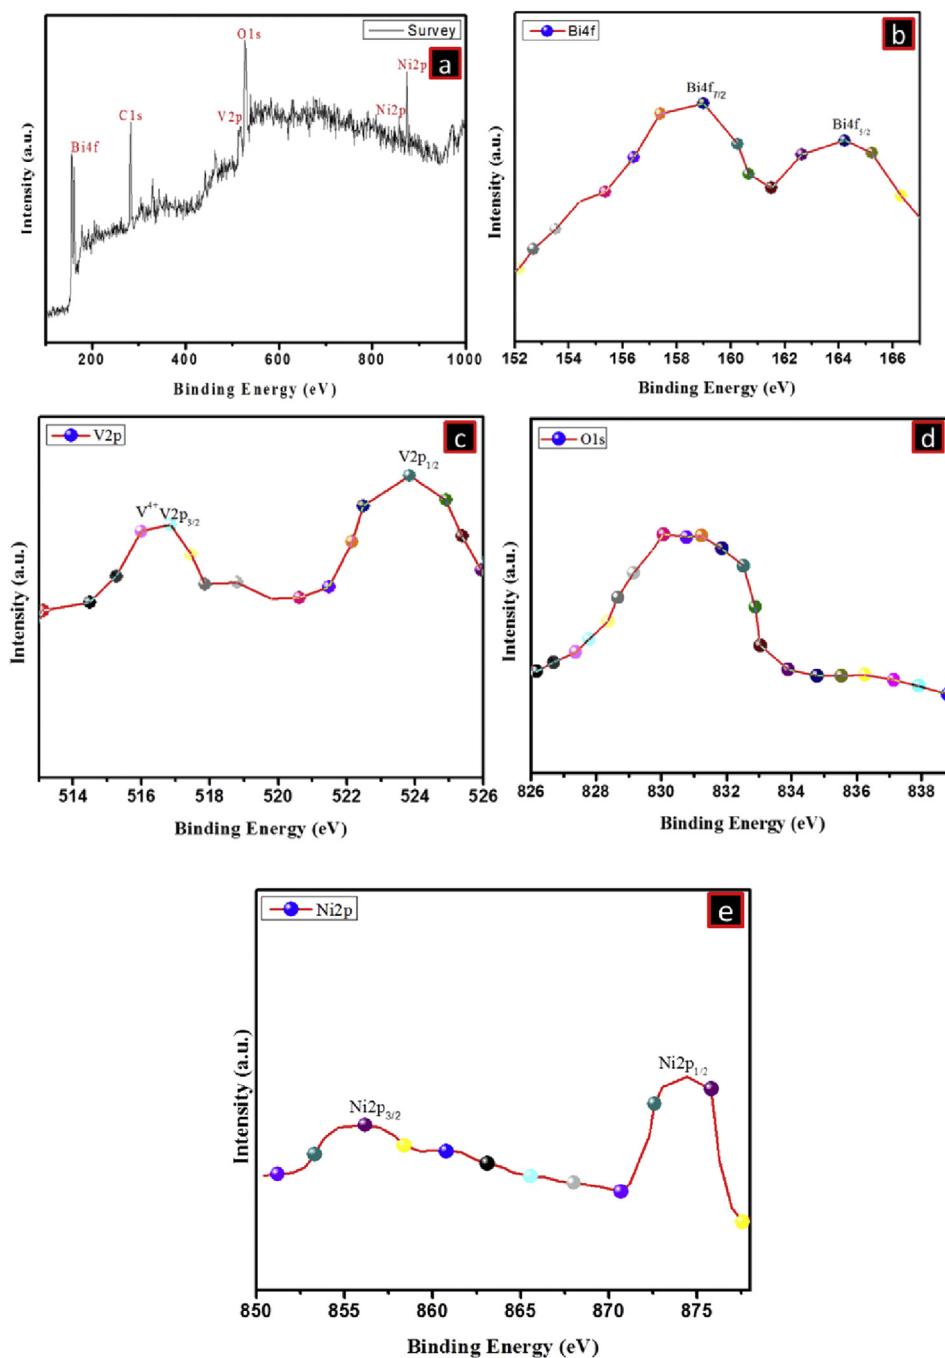 Survey
a
O1s
Ni2p
C1s
V2p
Ni2p
Bi4f
Intensity (a.u.)
200 400 600 800 1000
Binding Energy (eV)
Bi4f
b
Bi4f7/2
Bi4f5/2
Intensity (a.u.)
152 154 156 158 160 162 164 166
Binding Energy (eV)
V2p
c
V2p1/2
V4+ V2p3/2
Intensity (a.u.)
514 516 518 520 522 524 526
Binding Energy (eV)
O1s
d
Intensity (a.u.)
826 828 830 832 834 836 838
Binding Energy (eV)
Ni2p
e
Ni2p1/2
Ni2p3/2
Intensity (a.u.)
850 855 860 865 870 875
Binding Energy (eV)